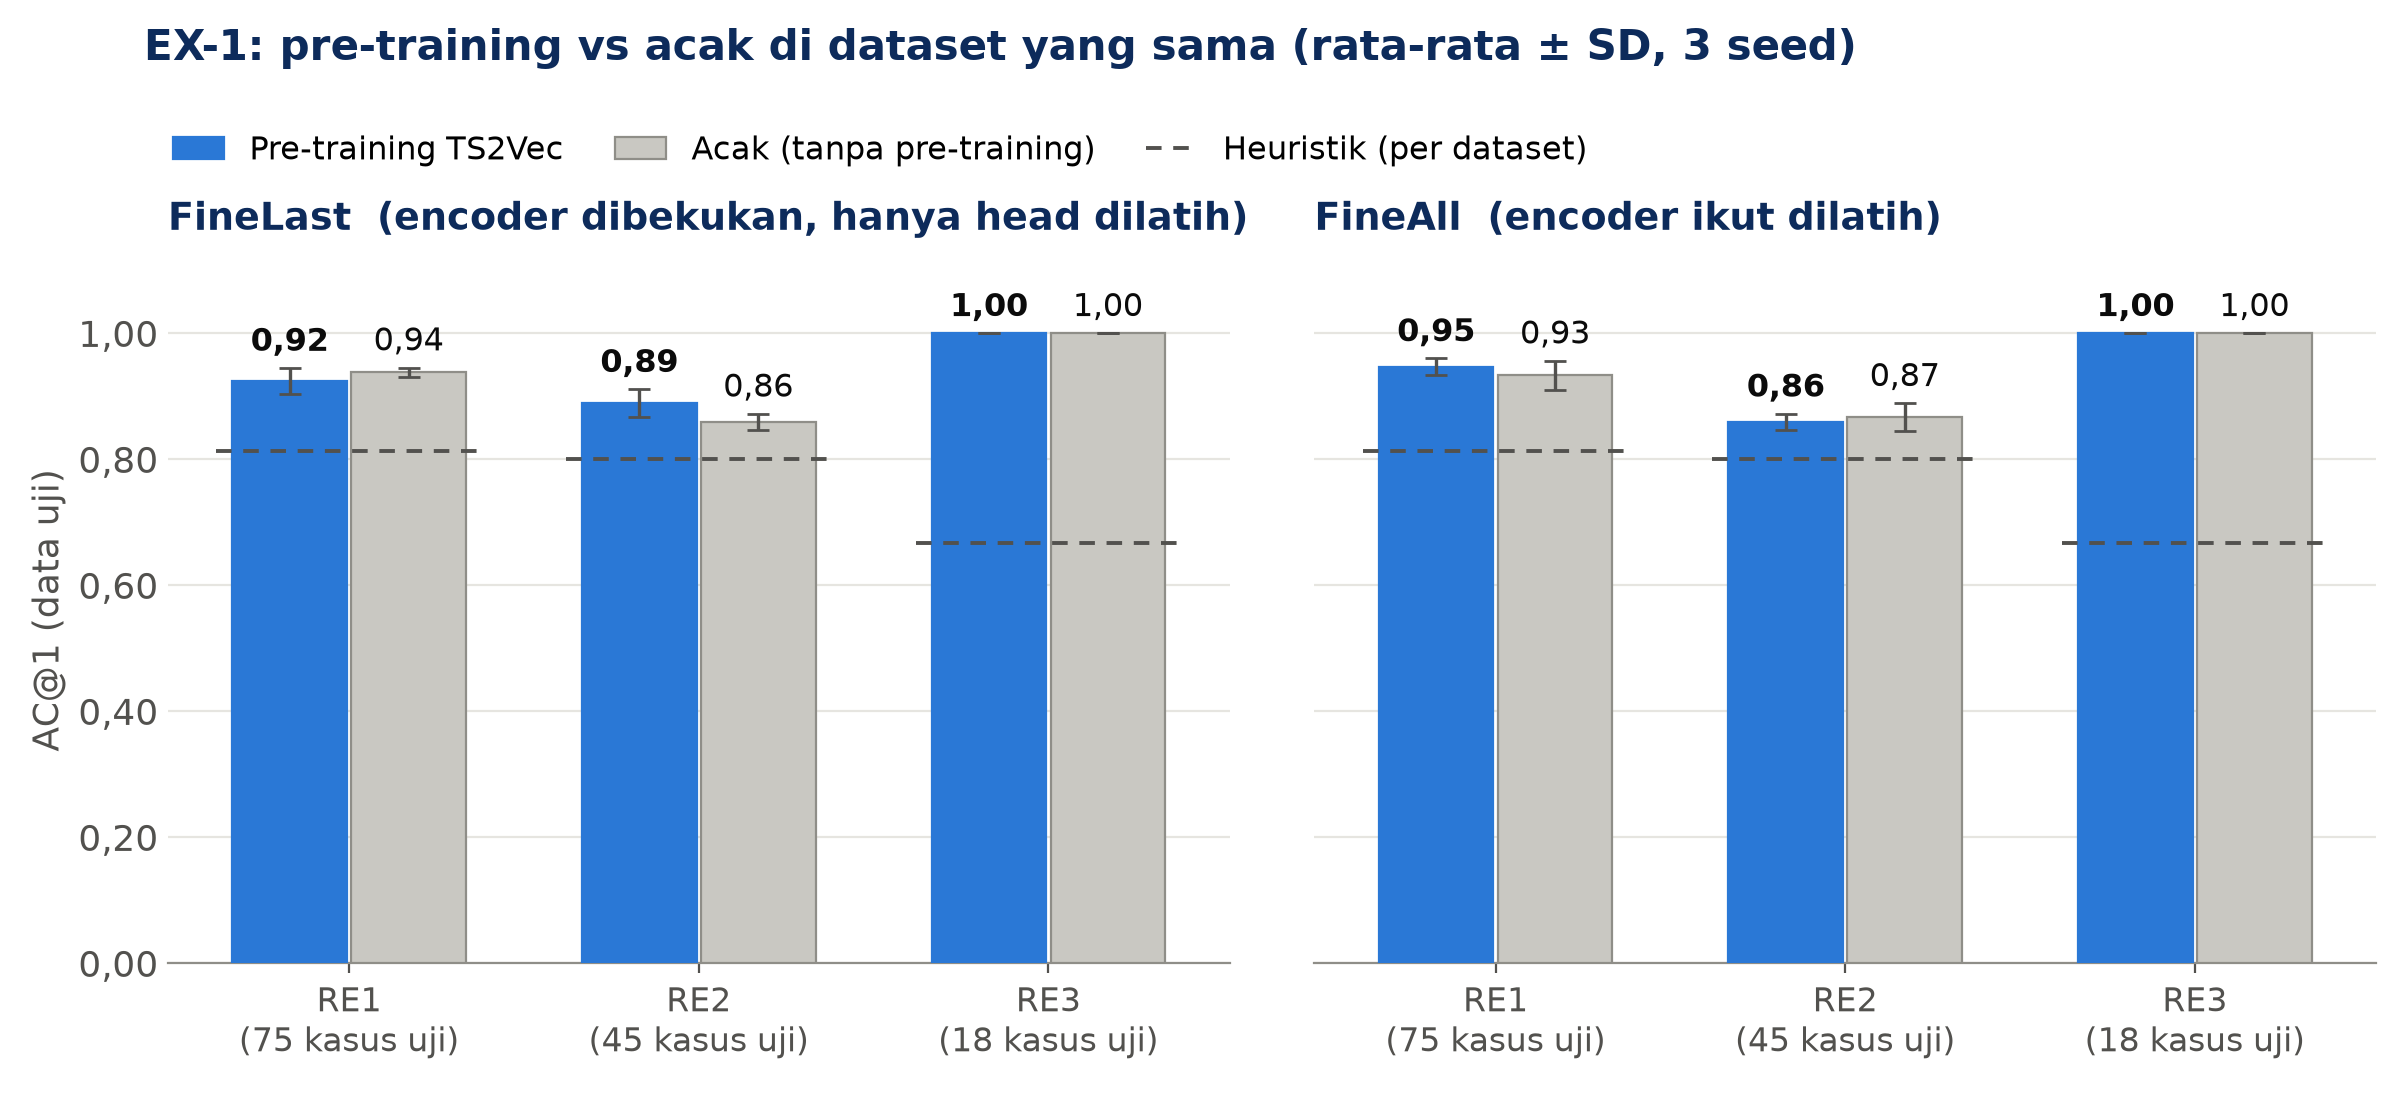 EX-1: pre-training vs acak di dataset yang sama (rata-rata ± SD, 3 seed)
Pre-training TS2Vec
Acak (tanpa pre-training)
Heuristik (per dataset)
FineLast (encoder dibekukan, hanya head dilatih)
AC@1 (data uji)
1,00
0,80
0,60
0,40
0,20
0,00
0,92
0,94
0,89
0,86
1,00
1,00
RE1
(75 kasus uji)
RE2
(45 kasus uji)
RE3
(18 kasus uji)
FineAll (encoder ikut dilatih)
0,95
0,93
0,86
0,87
1,00
1,00
RE1
(75 kasus uji)
RE2
(45 kasus uji)
RE3
(18 kasus uji)